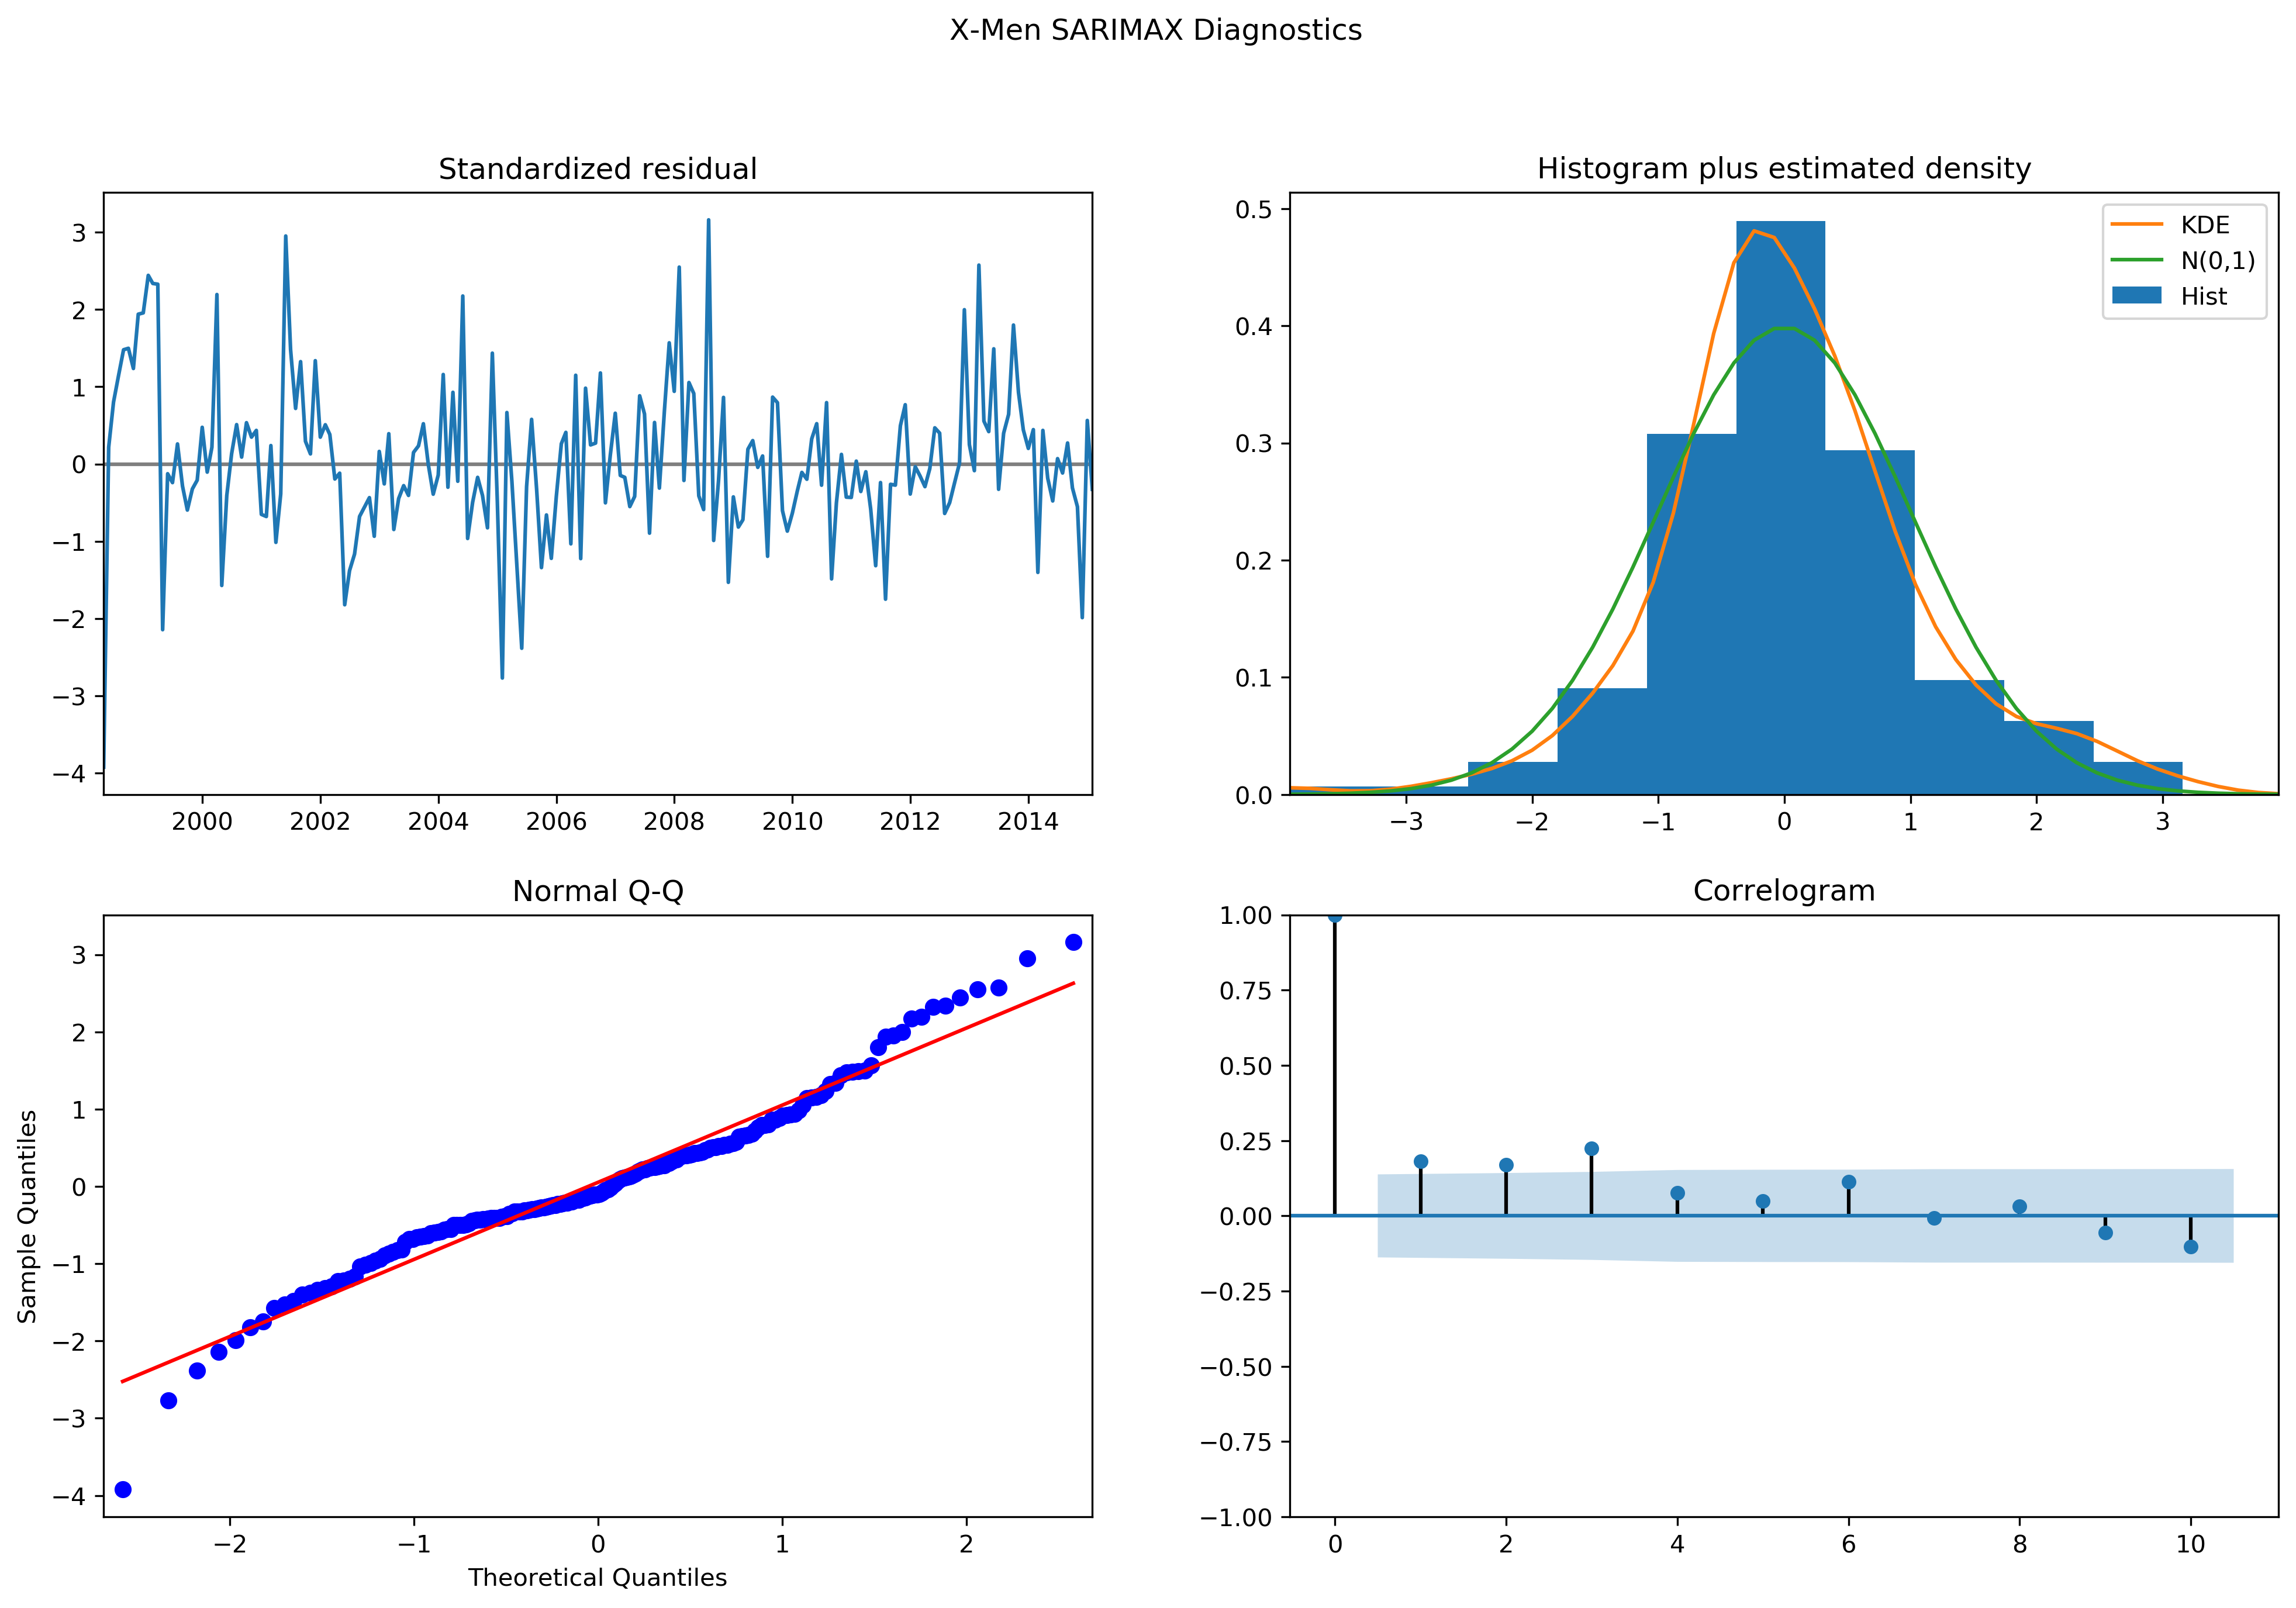 X-Men SARIMAX Diagnostics
Standardized residual
3
2
1
0
−1
−2
−3
−4
2000 2002 2004 2006 2008 2010 2012 2014
Histogram plus estimated density
KDE
N(0,1)
Hist
0.5
0.4
0.3
0.2
0.1
0.0
−3 −2 −1 0 1 2 3
Normal Q-Q
Sample Quantiles
3
2
1
0
−1
−2
−3
−4
−2 −1 0 1 2
Theoretical Quantiles
Correlogram
1.00
0.75
0.50
0.25
0.00
−0.25
−0.50
−0.75
−1.00
0 2 4 6 8 10